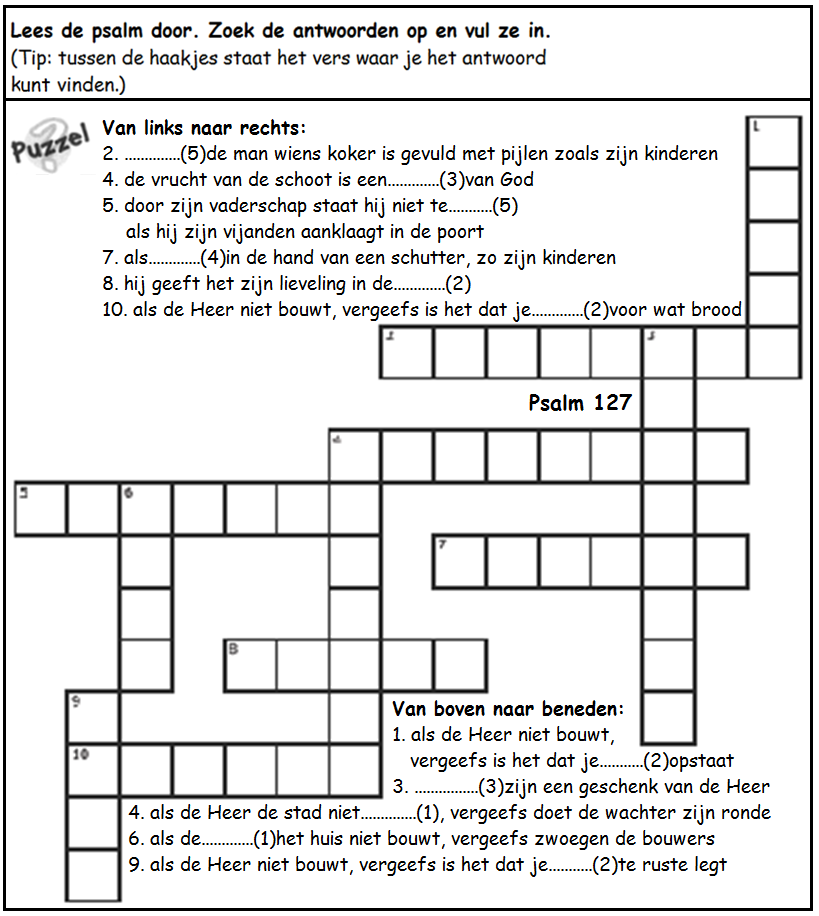 Lees de psalm door. Zoek de antwoorden op en vul ze in.
(Tip: tussen de haakjes staat het vers waar je het antwoord
kunt vinden.)
Puzzel
Van links naar rechts:
2. ..............(5)de man wiens koker is gevuld met pijlen zoals zijn kinderen
4. de vrucht van de schoot is een.............(3)van God
5. door zijn vaderschap staat hij niet te...........(5)
als hij zijn vijanden aanklaagt in de poort
7. als.............(4)in de hand van een schutter, zo zijn kinderen
8. hij geeft het zijn lieveling in de.............(2)
10. als de Heer niet bouwt, vergeefs is het dat je.............(2)voor wat brood
1
2
3
Psalm 127
4
5
6
7
8
9
10
Van boven naar beneden:
1. als de Heer niet bouwt,
vergeefs is het dat je...........(2)opstaat
3. ................(3)zijn een geschenk van de Heer
4. als de Heer de stad niet..............(1), vergeefs doet de wachter zijn ronde
6. als de.............(1)het huis niet bouwt, vergeefs zwoegen de bouwers
9. als de Heer niet bouwt, vergeefs is het dat je...........(2)te ruste legt